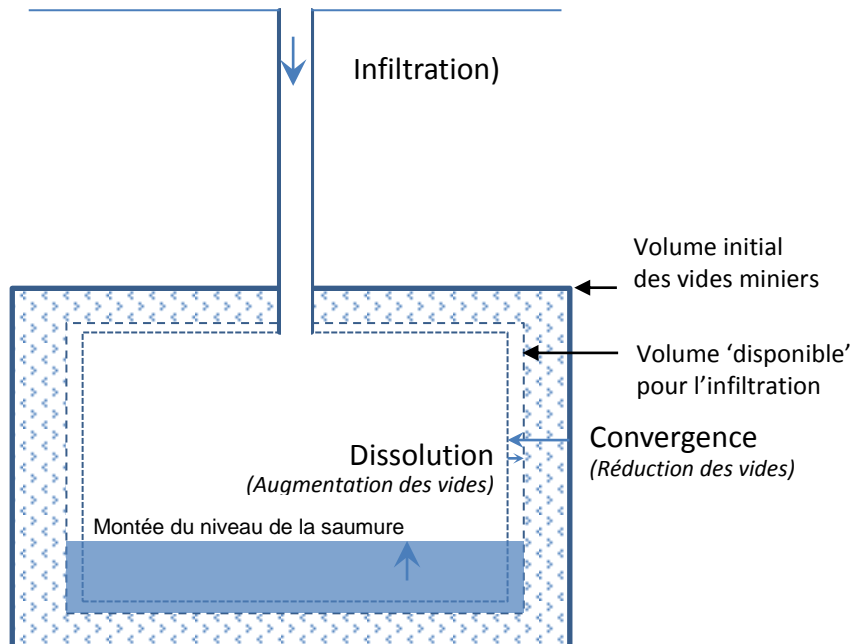 Infiltration)
Volume initial
des vides miniers
Volume ‘disponible’
pour l’infiltration
Convergence
(Réduction des vides)
Dissolution
(Augmentation des vides)
Montée du niveau de la saumure